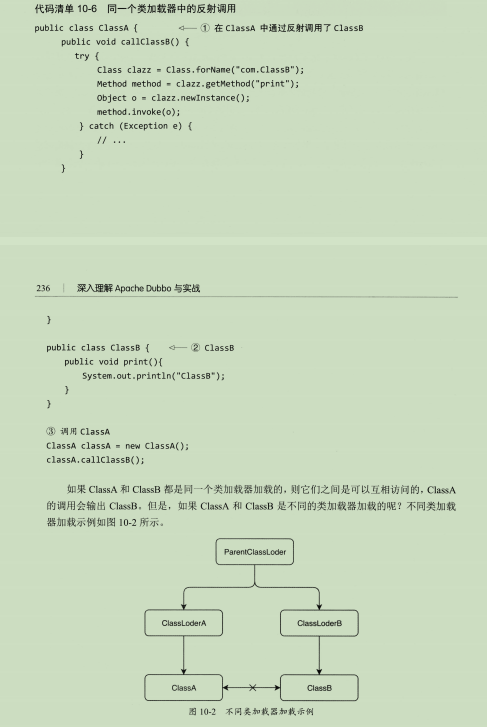 代码清单 10-6 同一个类加载器中的反射调用
public class ClassA { ← ① 在 ClassA 中通过反射调用了 ClassB
public void callClassB() {
try {
Class clazz = Class.forName("com.ClassB");
Method method = clazz.getMethod("print");
Object o = clazz.newInstance();
method.invoke(o);
} catch (Exception e) {
// ...
}
}
236 | 深入理解 Apache Dubbo 与实战
}
public class ClassB { ← ② ClassB
public void print(){
System.out.println("ClassB");
}
}
③ 调用 ClassA
ClassA classA = new ClassA();
classA.callClassB();
如果 ClassA 和 ClassB 都是同一个类加载器加载的，则它们之间是可以互相访问的，ClassA
的调用会输出 ClassB。但是，如果 ClassA 和 ClassB 是不同的类加载器加载的呢？不同类加载
器加载示例如图 10-2 所示。
ParentClassLoder
ClassLoderA ClassLoderB
ClassA ClassB
图 10-2 不同类加载器加载示例